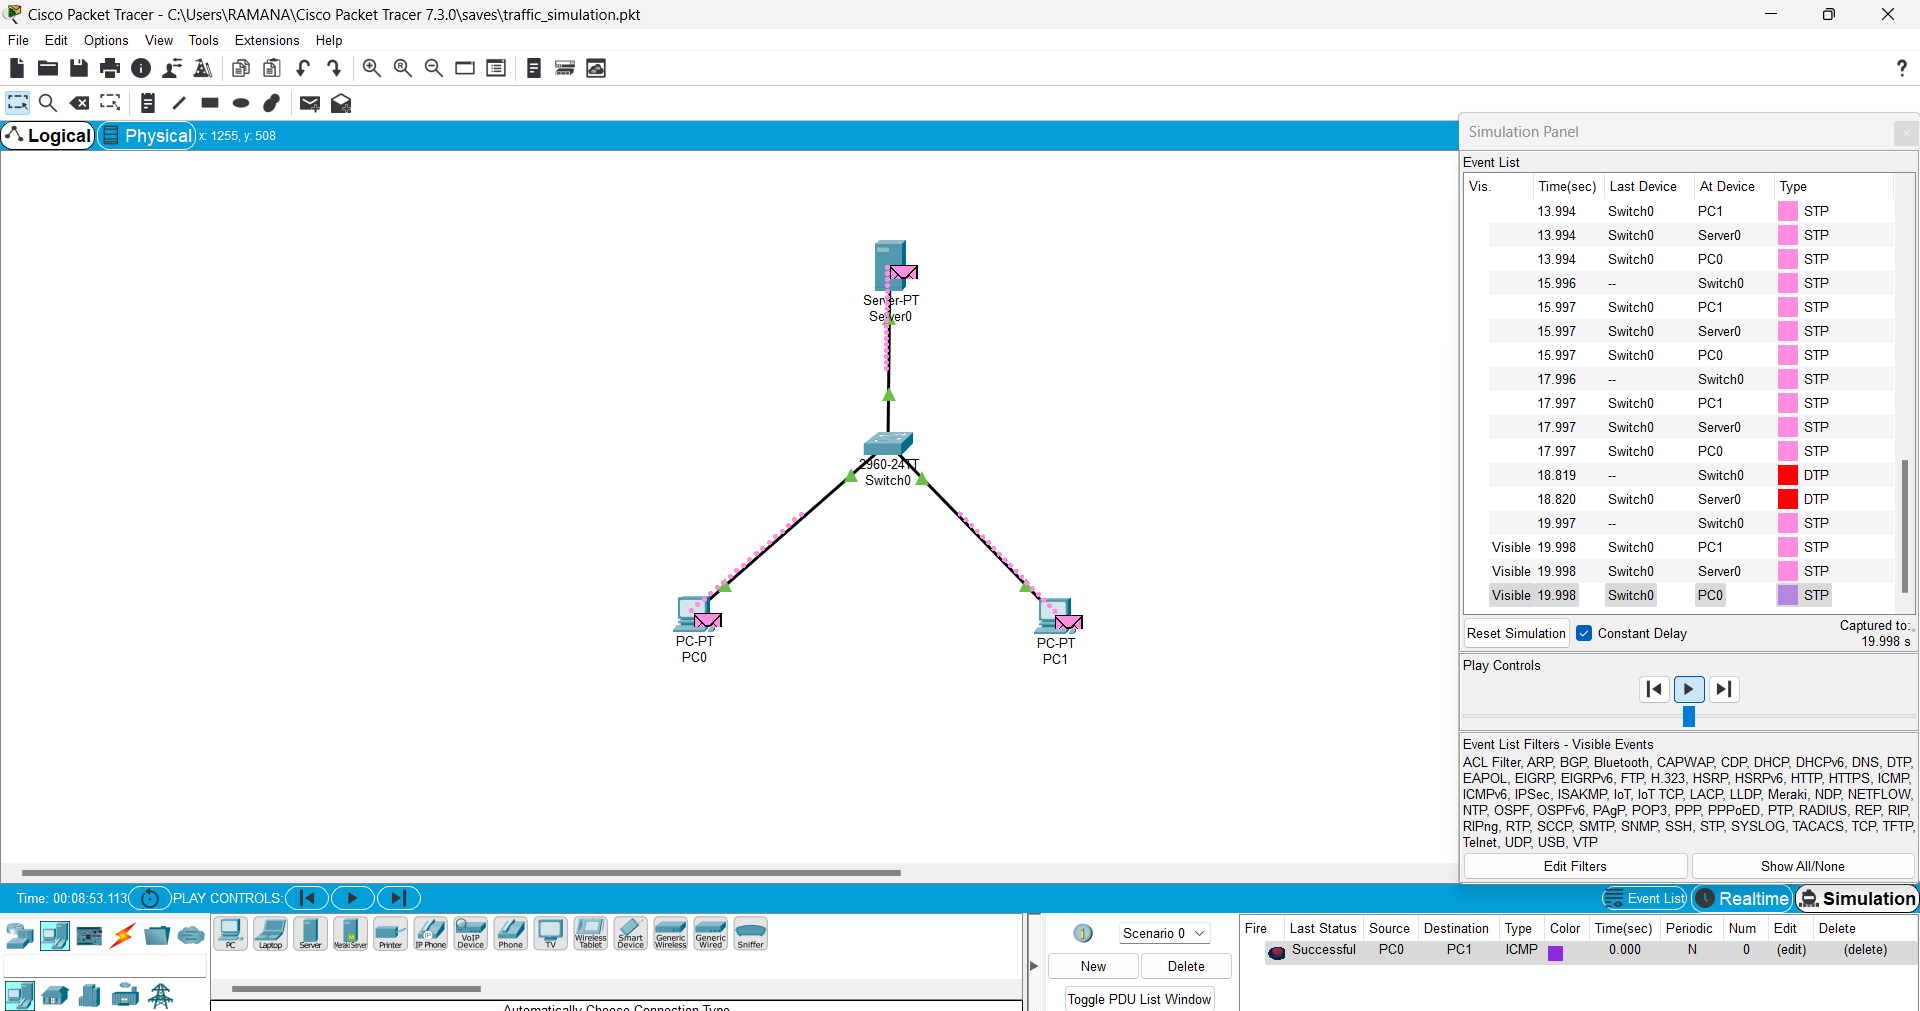 Cisco Packet Tracer - C:\Users\RAMANA\Cisco Packet Tracer 7.3.0\saves\traffic_simulation.pkt
File Edit Options View Tools Extensions Help
?
Logical Physical x: 1255, y: 508
Server-PT
Server0
2960-24TT
Switch0
PC-PT
PC0
PC-PT
PC1
Simulation Panel
Event List
Vis. Time(sec) Last Device At Device Type
13.994 Switch0 PC1 STP
13.994 Switch0 Server0 STP
13.994 Switch0 PC0 STP
15.996 -- Switch0 STP
15.997 Switch0 PC1 STP
15.997 Switch0 Server0 STP
15.997 Switch0 PC0 STP
17.996 -- Switch0 STP
17.997 Switch0 PC1 STP
17.997 Switch0 Server0 STP
17.997 Switch0 PC0 STP
18.819 -- Switch0 DTP
18.820 Switch0 Server0 DTP
19.997 -- Switch0 STP
Visible 19.998 Switch0 PC1 STP
Visible 19.998 Switch0 Server0 STP
Visible 19.998 Switch0 PC0 STP
Reset Simulation Constant Delay Captured to:
19.998 s
Play Controls
Event List Filters - Visible Events
ACL Filter, ARP, BGP, Bluetooth, CAPWAP, CDP, DHCP, DHCPv6, DNS, DTP,
EAPOL, EIGRP, EIGRPv6, FTP, H.323, HSRP, HSRPv6, HTTP, HTTPS, ICMP,
ICMPv6, IPSec, ISAKMP, IoT, IoT TCP, LACP, LLDP, Meraki, NDP, NETFLOW,
NTP, OSPF, OSPFv6, PAgP, POP3, PPP, PPPoED, PTP, RADIUS, REP, RIP,
RIPng, RTP, SCCP, SMTP, SNMP, SSH, STP, SYSLOG, TACACS, TCP, TFTP,
Telnet, UDP, USB, VTP
Edit Filters Show All/None
Time: 00:08:53.113 PLAY CONTROLS: Event List Realtime Simulation
PC Laptop Server Meraki Server Printer IP Phone VoIP Device Phone TV Wireless Tablet Smart Device Generic Wireless Generic Wired Sniffer
Automatically Choose Connection Type
Scenario 0
New Delete
Toggle PDU List Window
Fire Last Status Source Destination Type Color Time(sec) Periodic Num Edit Delete
Successful PC0 PC1 ICMP 0.000 N 0 (edit) (delete)